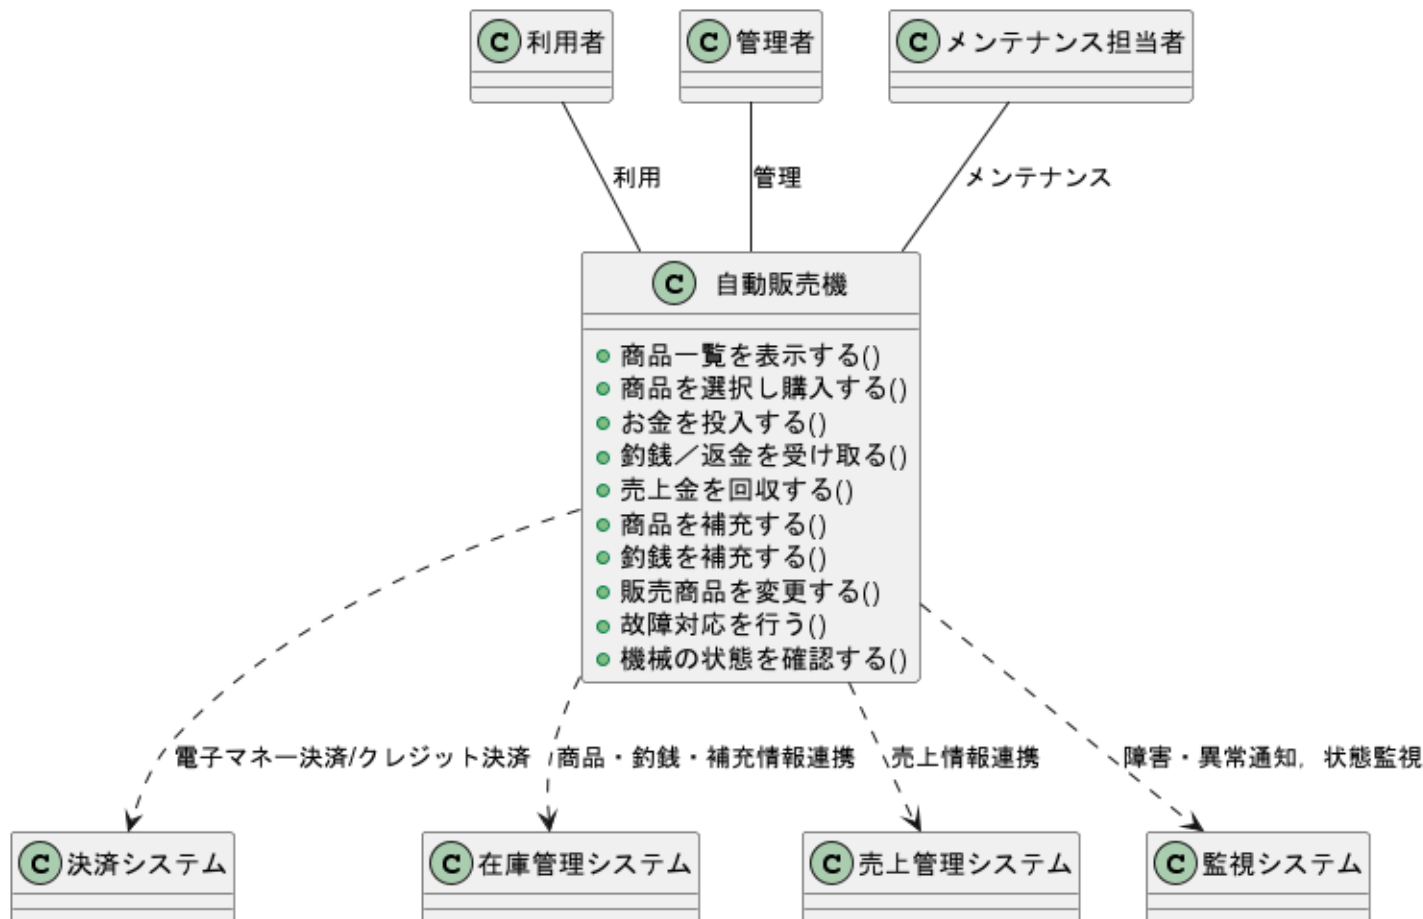 C 利用者
C 管理者
C メンテナンス担当者
利用
管理
メンテナンス
C 自動販売機
商品一覧を表示する()
商品を選択し購入する()
お金を投入する()
釣銭／返金を受け取る()
売上金を回収する()
商品を補充する()
釣銭を補充する()
販売商品を変更する()
故障対応を行う()
機械の状態を確認する()
電子マネー決済/クレジット決済
商品・釣銭・補充情報連携
売上情報連携
障害・異常通知，状態監視
C 決済システム
C 在庫管理システム
C 売上管理システム
C 監視システム